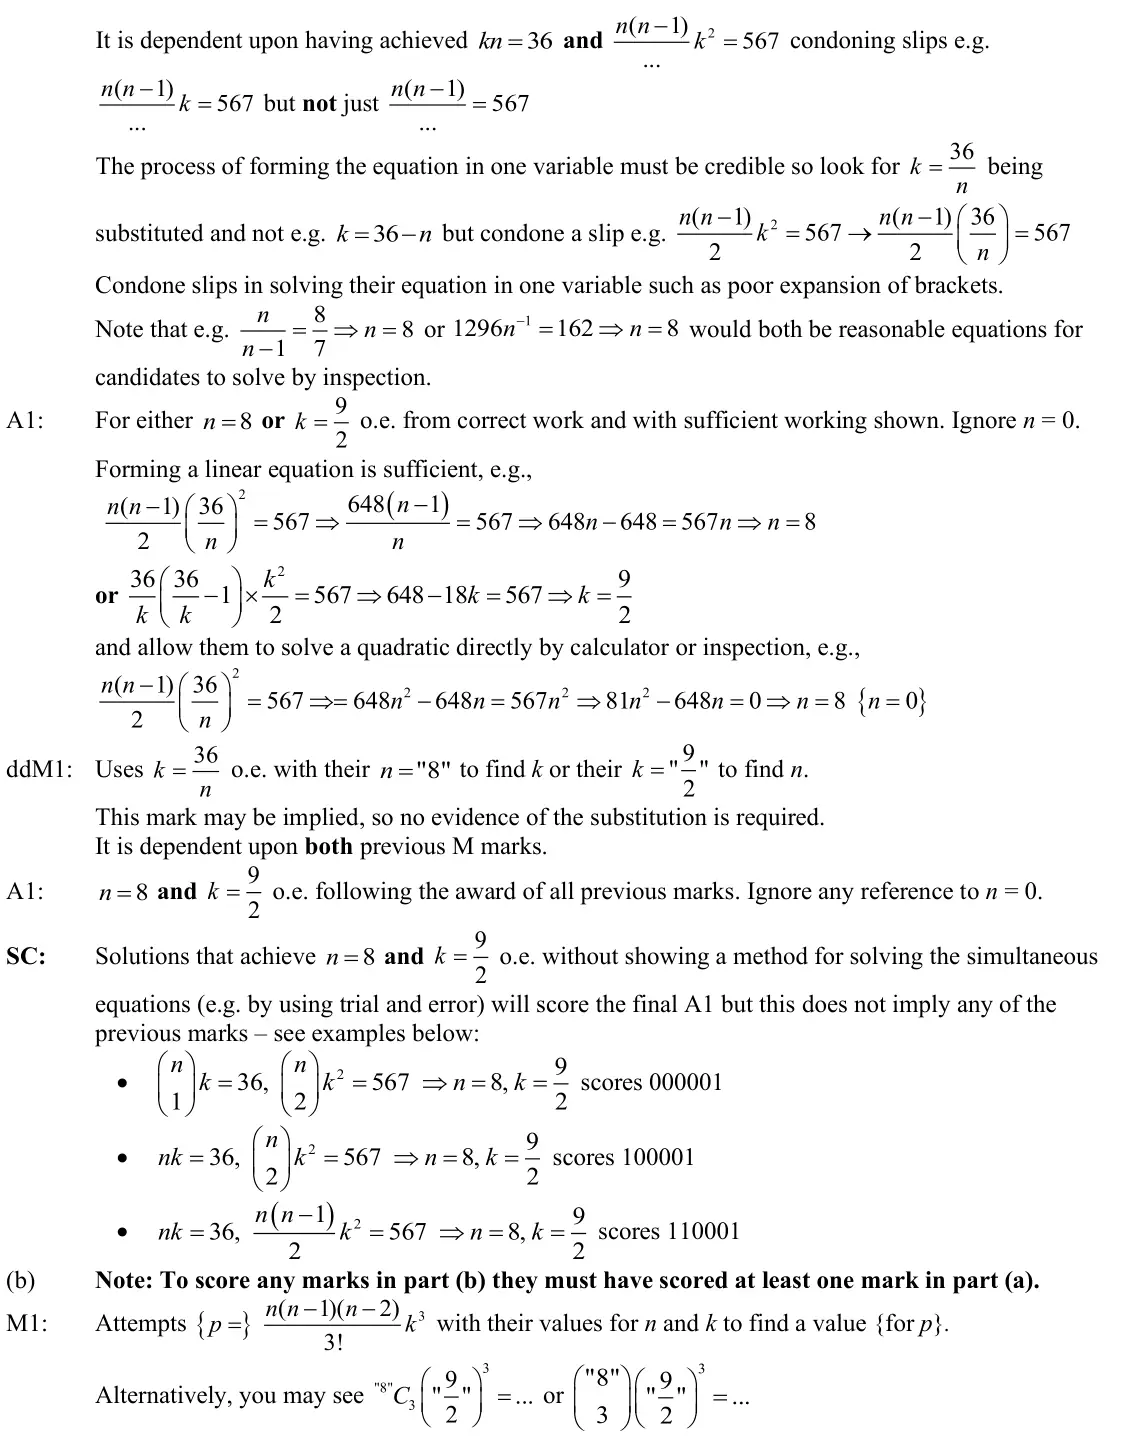 It is dependent upon having achieved kn = 36 and n(n−1)/... k² = 567 condoning slips e.g.
n(n−1)/... k = 567 but not just n(n−1)/... = 567
The process of forming the equation in one variable must be credible so look for k = 36/n being
substituted and not e.g. k = 36 − n but condone a slip e.g. n(n−1)/2 k² = 567 → n(n−1)/2 (36/n) = 567
Condone slips in solving their equation in one variable such as poor expansion of brackets.
Note that e.g. n/(n−1) = 8/7 ⇒ n = 8 or 1296n⁻¹ = 162 ⇒ n = 8 would both be reasonable equations for
candidates to solve by inspection.
A1: For either n = 8 or k = 9/2 o.e. from correct work and with sufficient working shown. Ignore n = 0.
Forming a linear equation is sufficient, e.g.,
n(n−1)/2 (36/n)² = 567 ⇒ 648(n−1)/n = 567 ⇒ 648n − 648 = 567n ⇒ n = 8
or 36/k (36/k − 1) × k²/2 = 567 ⇒ 648 − 18k = 567 ⇒ k = 9/2
and allow them to solve a quadratic directly by calculator or inspection, e.g.,
n(n−1)/2 (36/n)² = 567 ⇒= 648n² − 648n = 567n² ⇒ 81n² − 648n = 0 ⇒ n = 8 {n = 0}
ddM1: Uses k = 36/n o.e. with their n = "8" to find k or their k = "9/2" to find n.
This mark may be implied, so no evidence of the substitution is required.
It is dependent upon both previous M marks.
A1: n = 8 and k = 9/2 o.e. following the award of all previous marks. Ignore any reference to n = 0.
SC: Solutions that achieve n = 8 and k = 9/2 o.e. without showing a method for solving the simultaneous
equations (e.g. by using trial and error) will score the final A1 but this does not imply any of the
previous marks – see examples below:
• (n 1)k = 36, (n 2)k² = 567 ⇒ n = 8, k = 9/2 scores 000001
• nk = 36, (n 2)k² = 567 ⇒ n = 8, k = 9/2 scores 100001
• nk = 36, n(n−1)/2 k² = 567 ⇒ n = 8, k = 9/2 scores 110001
(b) Note: To score any marks in part (b) they must have scored at least one mark in part (a).
M1: Attempts {p =} n(n−1)(n−2)/3! k³ with their values for n and k to find a value {for p}.
Alternatively, you may see "8"C₃("9/2")³ = ... or ("8" 3)("9/2")³ = ...